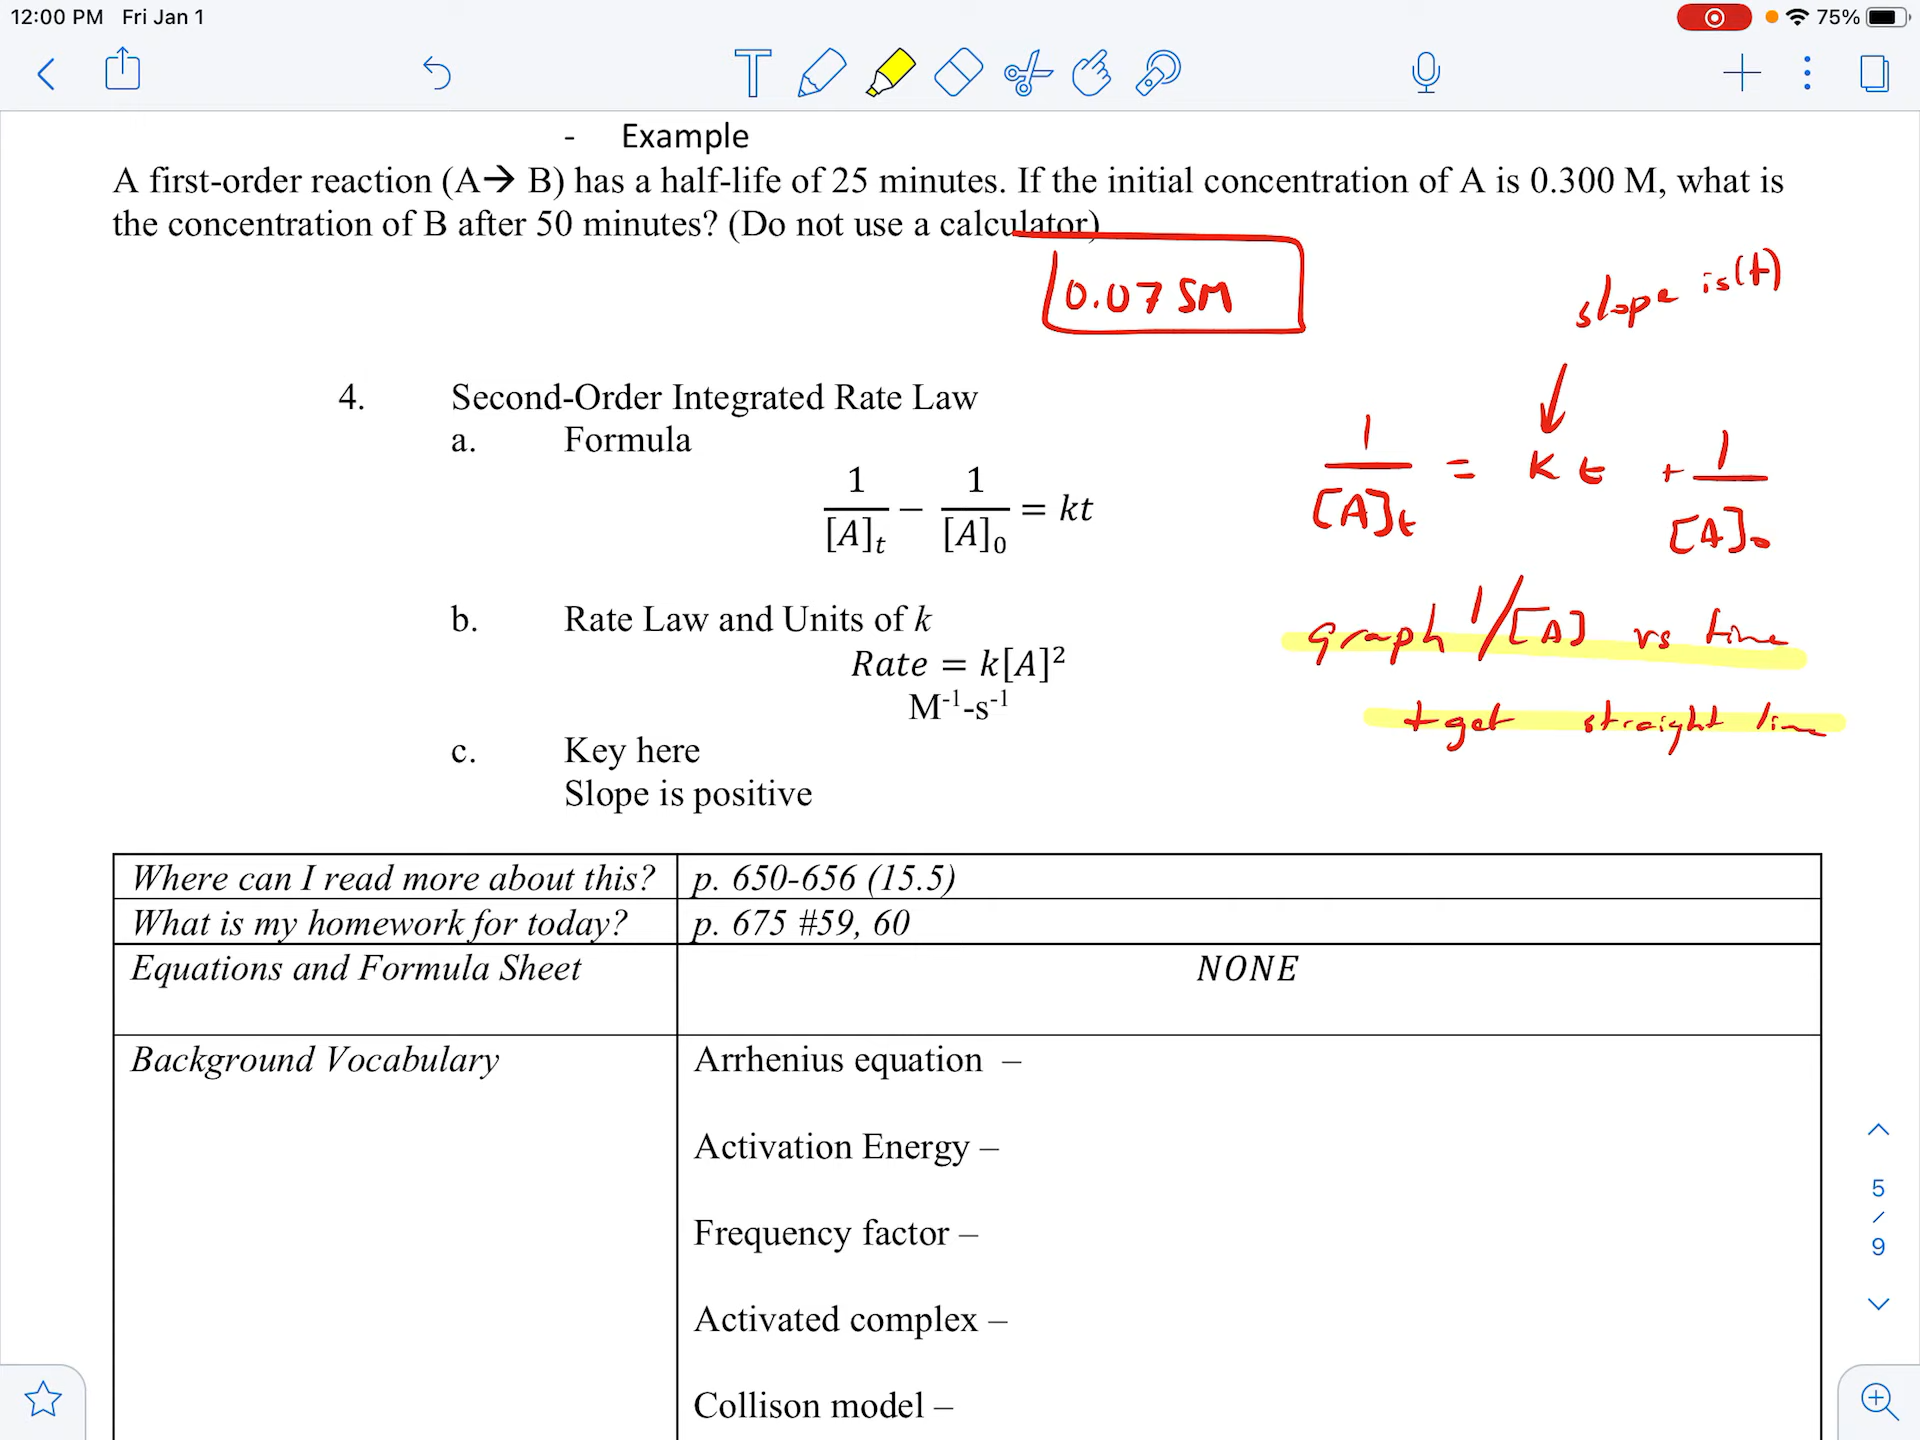 12:00 PM Fri Jan 1
75%
- Example
A first-order reaction (A→ B) has a half-life of 25 minutes. If the initial concentration of A is 0.300 M, what is
the concentration of B after 50 minutes? (Do not use a calculator)
0.075M
slope is (+)
4. Second-Order Integrated Rate Law
a. Formula
1/[A]t − 1/[A]0 = kt
1/[A]t = kt + 1/[A]0
b. Rate Law and Units of k
Rate = k[A]²
M⁻¹-s⁻¹
graph 1/[A] vs time
+ get straight line
c. Key here
Slope is positive
Where can I read more about this? p. 650-656 (15.5)
What is my homework for today? p. 675 #59, 60
Equations and Formula Sheet NONE
Background Vocabulary Arrhenius equation –
Activation Energy –
Frequency factor –
Activated complex –
Collison model –
5
/
9